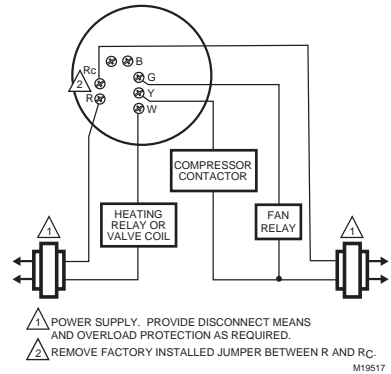 B
Rc
G
2
R
Y
W
COMPRESSOR
CONTACTOR
1
HEATING
RELAY OR
VALVE COIL
FAN
RELAY
1
1 POWER SUPPLY. PROVIDE DISCONNECT MEANS
AND OVERLOAD PROTECTION AS REQUIRED.
2 REMOVE FACTORY INSTALLED JUMPER BETWEEN R AND RC.
M19517